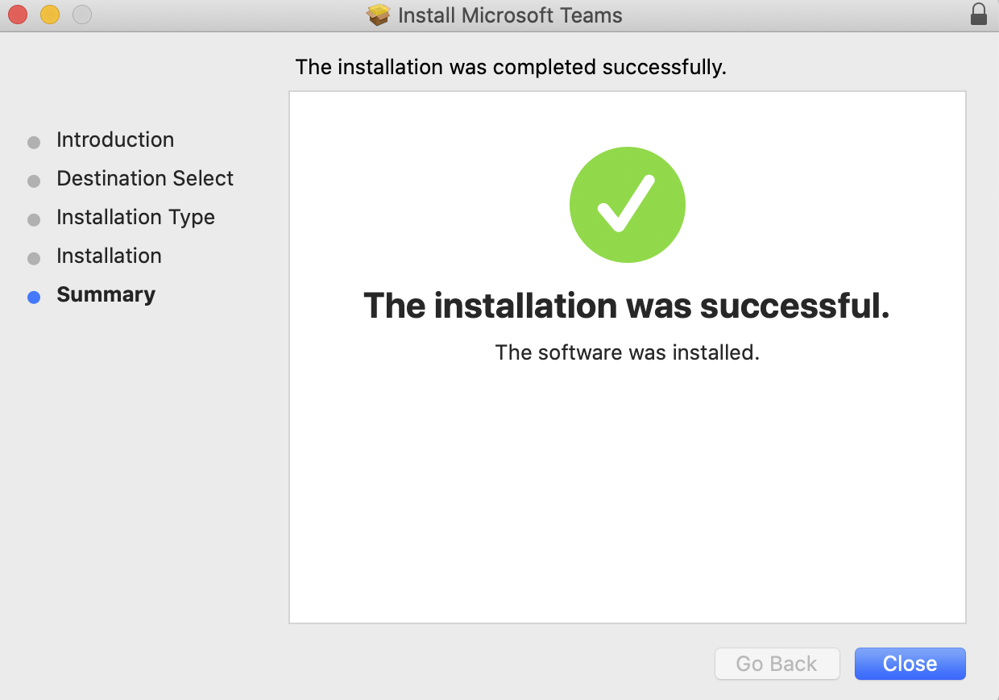 Install Microsoft Teams
The installation was completed successfully.
Introduction
Destination Select
Installation Type
Installation
Summary
The installation was successful.
The software was installed.
Go Back
Close